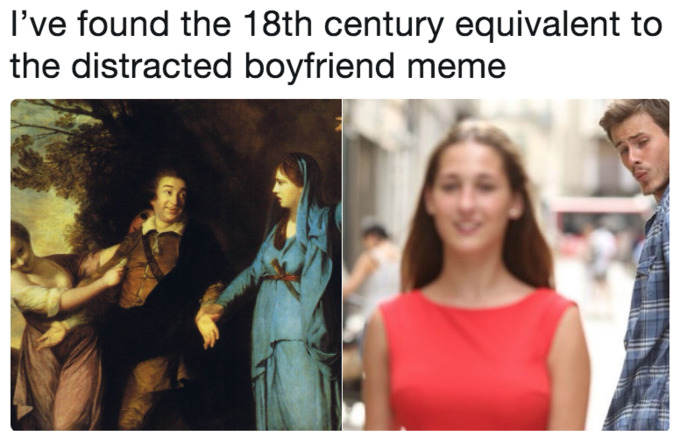 I’ve found the 18th century equivalent to
the distracted boyfriend meme